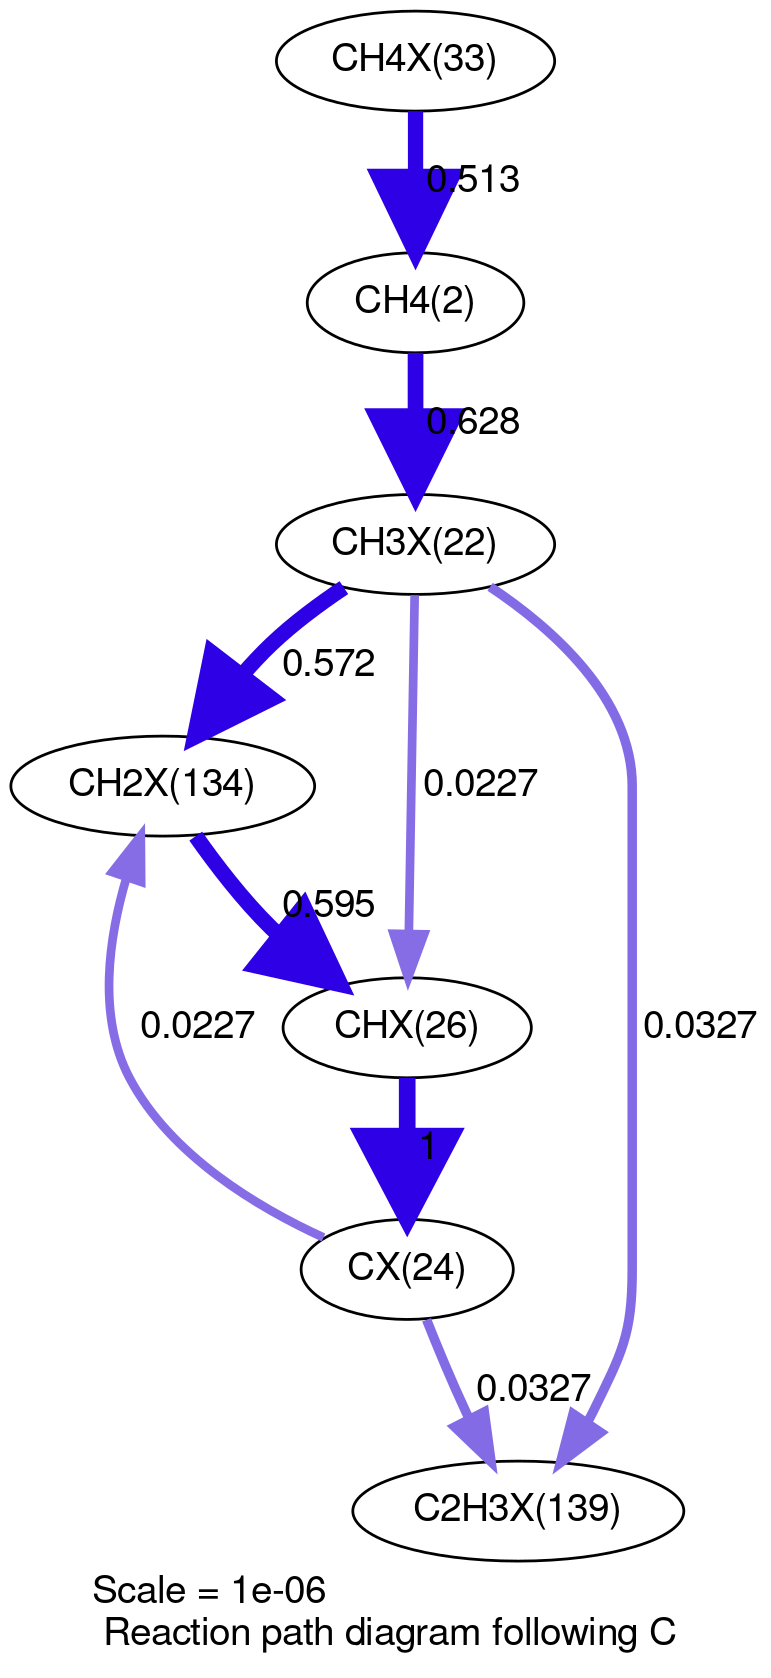 CH4X(33)
0.513
CH4(2)
0.628
CH3X(22)
0.572
CH2X(134)
0.0227
0.595
CHX(26)
0.0227
0.0327
1
CX(24)
0.0327
C2H3X(139)
Scale = 1e-06
Reaction path diagram following C